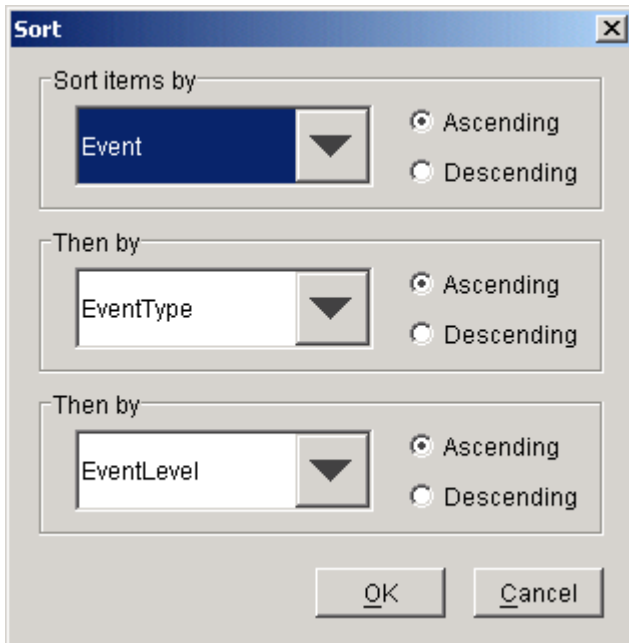 Sort
Sort items by
Event
Ascending
Descending
Then by
EventType
Ascending
Descending
Then by
EventLevel
Ascending
Descending
OK
Cancel